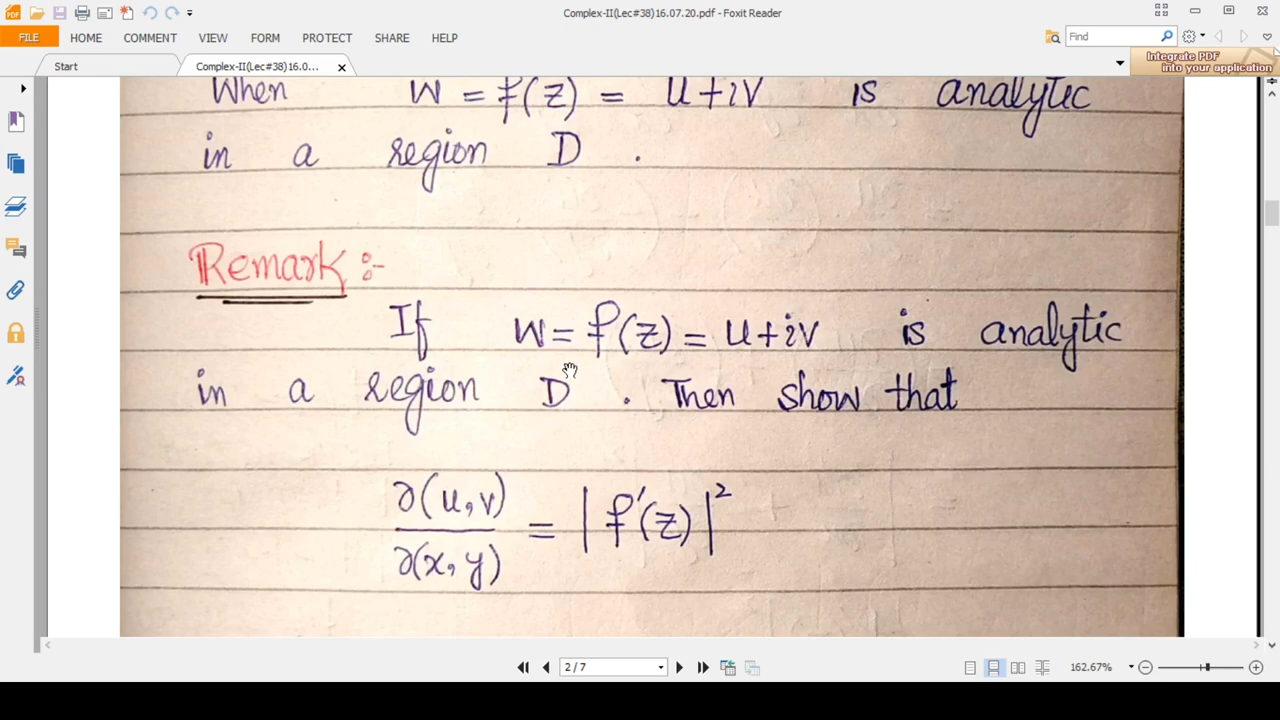 Complex-II(Lec#38)16.07.20.pdf - Foxit Reader
FILE HOME COMMENT VIEW FORM PROTECT SHARE HELP
Find
Start
Complex-II(Lec#38)16.0...
Integrate PDF
into your application
When w = f(z) = u+iv is analytic
in a region D .
Remark :-
If w = f(z) = u+iv is analytic
in a region D . Then show that
∂(u,v)/∂(x,y) = |f'(z)|²
2 / 7
162.67%